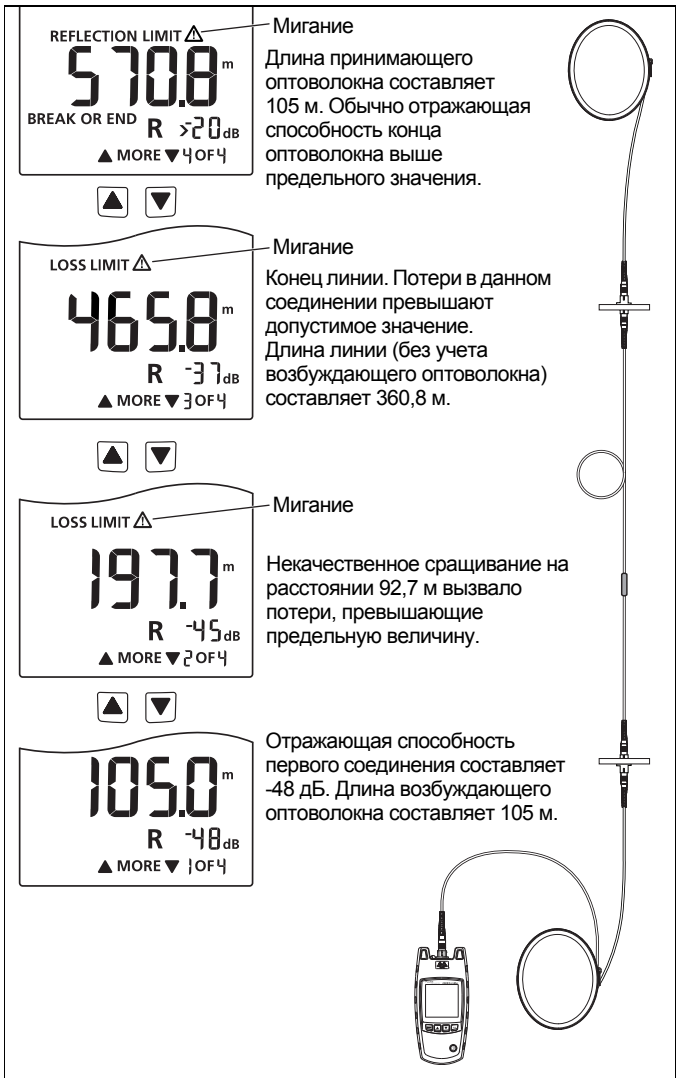 REFLECTION LIMIT ⚠
570.8 m
BREAK OR END R >-20 dB
▲ MORE ▼ 4 OF 4
Мигание
Длина принимающего
оптоволокна составляет
105 м. Обычно отражающая
способность конца
оптоволокна выше
предельного значения.
LOSS LIMIT ⚠
465.8 m
R -37 dB
▲ MORE ▼ 3 OF 4
Мигание
Конец линии. Потери в данном
соединении превышают
допустимое значение.
Длина линии (без учета
возбуждающего оптоволокна)
составляет 360,8 м.
LOSS LIMIT ⚠
197.7 m
R -45 dB
▲ MORE ▼ 2 OF 4
Мигание
Некачественное сращивание на
расстоянии 92,7 м вызвало
потери, превышающие
предельную величину.
105.0 m
R -48 dB
▲ MORE ▼ 1 OF 4
Отражающая способность
первого соединения составляет
-48 дБ. Длина возбуждающего
оптоволокна составляет 105 м.